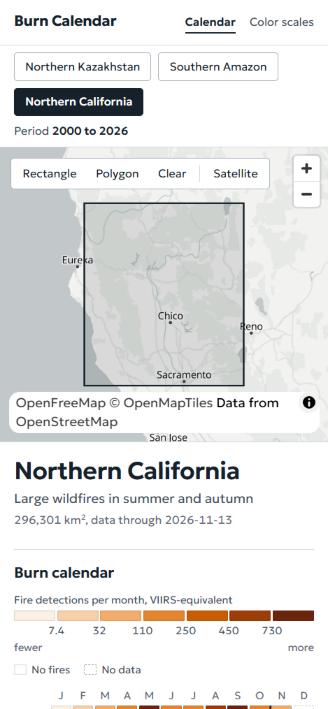 Burn Calendar
Calendar
Color scales
Northern Kazakhstan
Southern Amazon
Northern California
Period 2000 to 2026
Rectangle
Polygon
Clear
Satellite
+
−
Eureka
Chico
Reno
Sacramento
OpenFreeMap © OpenMapTiles Data from
OpenStreetMap
San Jose
Northern California
Large wildfires in summer and autumn
296,301 km², data through 2026-11-13
Burn calendar
Fire detections per month, VIIRS-equivalent
7.4 32 110 250 450 730
fewer more
No fires No data
J F M A M J J A S O N D